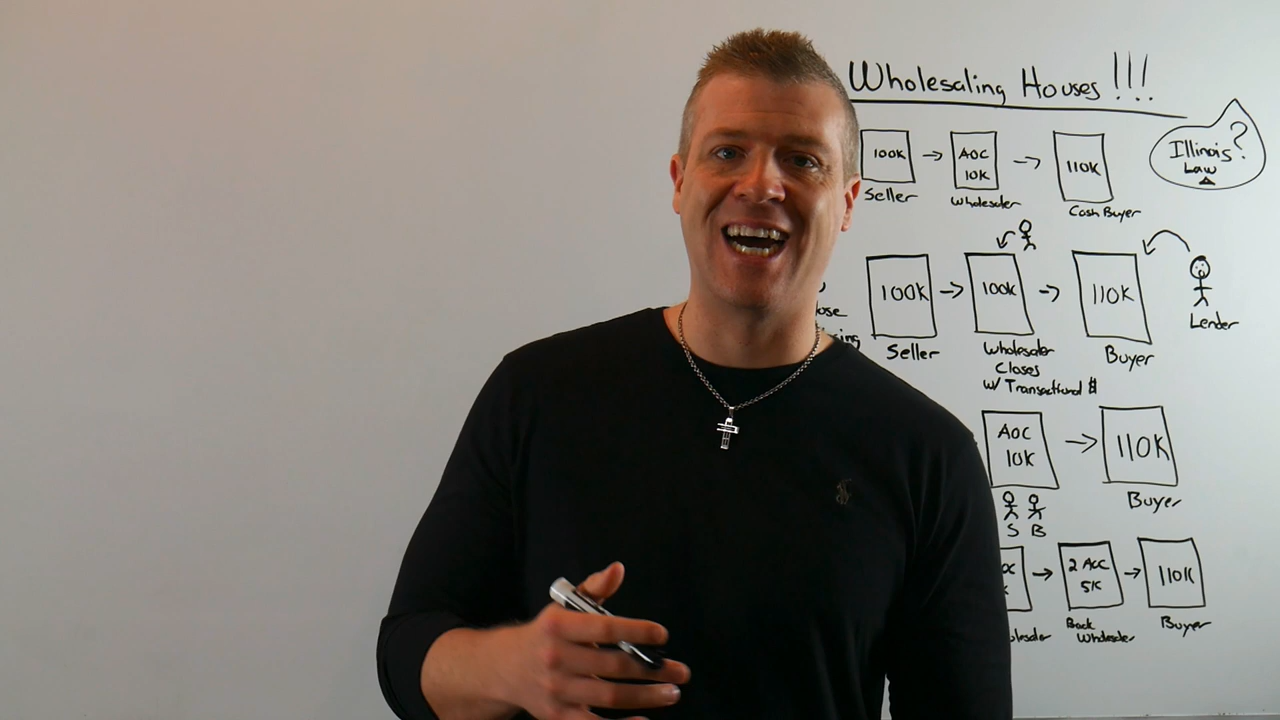 Wholesaling Houses !!!
Illinois?
Law
100K
AOC
10K
110K
Seller
Wholesaler
Cash Buyer
100K
100K
110K
Seller
Wholesaler
Closes
w/ Transactional $
Buyer
Lender
AOC
10K
110K
S B
Buyer
2 AOC
5K
110K
Back
Wholesaler
Buyer